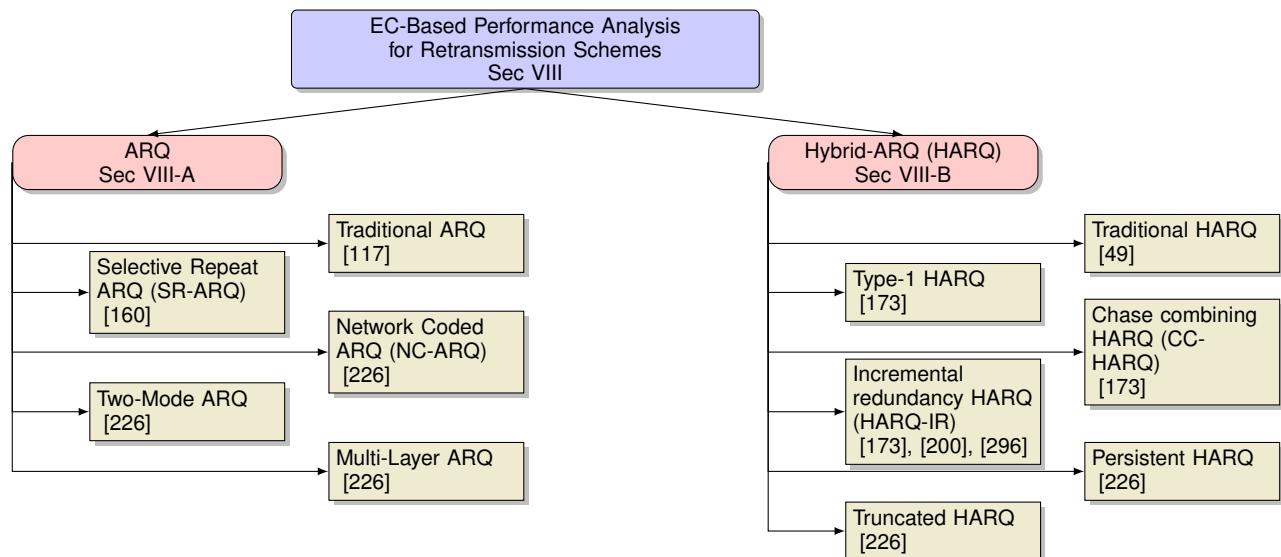 EC-Based Performance Analysis
for Retransmission Schemes
Sec VIII
ARQ
Sec VIII-A
Traditional ARQ
[117]
Selective Repeat
ARQ (SR-ARQ)
[160]
Network Coded
ARQ (NC-ARQ)
[226]
Two-Mode ARQ
[226]
Multi-Layer ARQ
[226]
Hybrid-ARQ (HARQ)
Sec VIII-B
Traditional HARQ
[49]
Type-1 HARQ
[173]
Chase combining
HARQ (CC-
HARQ)
[173]
Incremental
redundancy HARQ
(HARQ-IR)
[173], [200], [296]
Persistent HARQ
[226]
Truncated HARQ
[226]